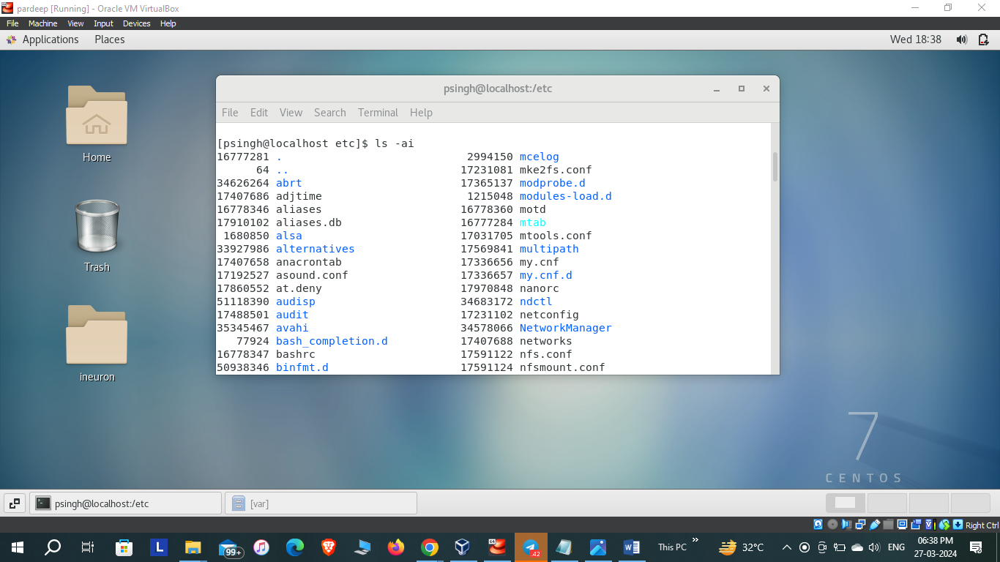 pardeep [Running] - Oracle VM VirtualBox
File Machine View Input Devices Help
Applications Places Wed 18:38
psingh@localhost:/etc
File Edit View Search Terminal Help
[psingh@localhost etc]$ ls -ai
16777281 . 2994150 mcelog
64 .. 17231081 mke2fs.conf
34626264 abrt 17365137 modprobe.d
17407686 adjtime 1215048 modules-load.d
16778346 aliases 16778360 motd
17910102 aliases.db 16777284 mtab
1680850 alsa 17031705 mtools.conf
33927986 alternatives 17569841 multipath
17407658 anacrontab 17336656 my.cnf
17192527 asound.conf 17336657 my.cnf.d
17860552 at.deny 17970848 nanorc
51118390 audisp 34683172 ndctl
17488501 audit 17231102 netconfig
35345467 avahi 34578066 NetworkManager
77924 bash_completion.d 17407688 networks
16778347 bashrc 17591122 nfs.conf
50938346 binfmt.d 17591124 nfsmount.conf
Home
Trash
ineuron
7
CENTOS
psingh@localhost:/etc [var]
Right Ctrl
L 99+ .42 W This PC » 32°C ENG 06:38 PM
27-03-2024